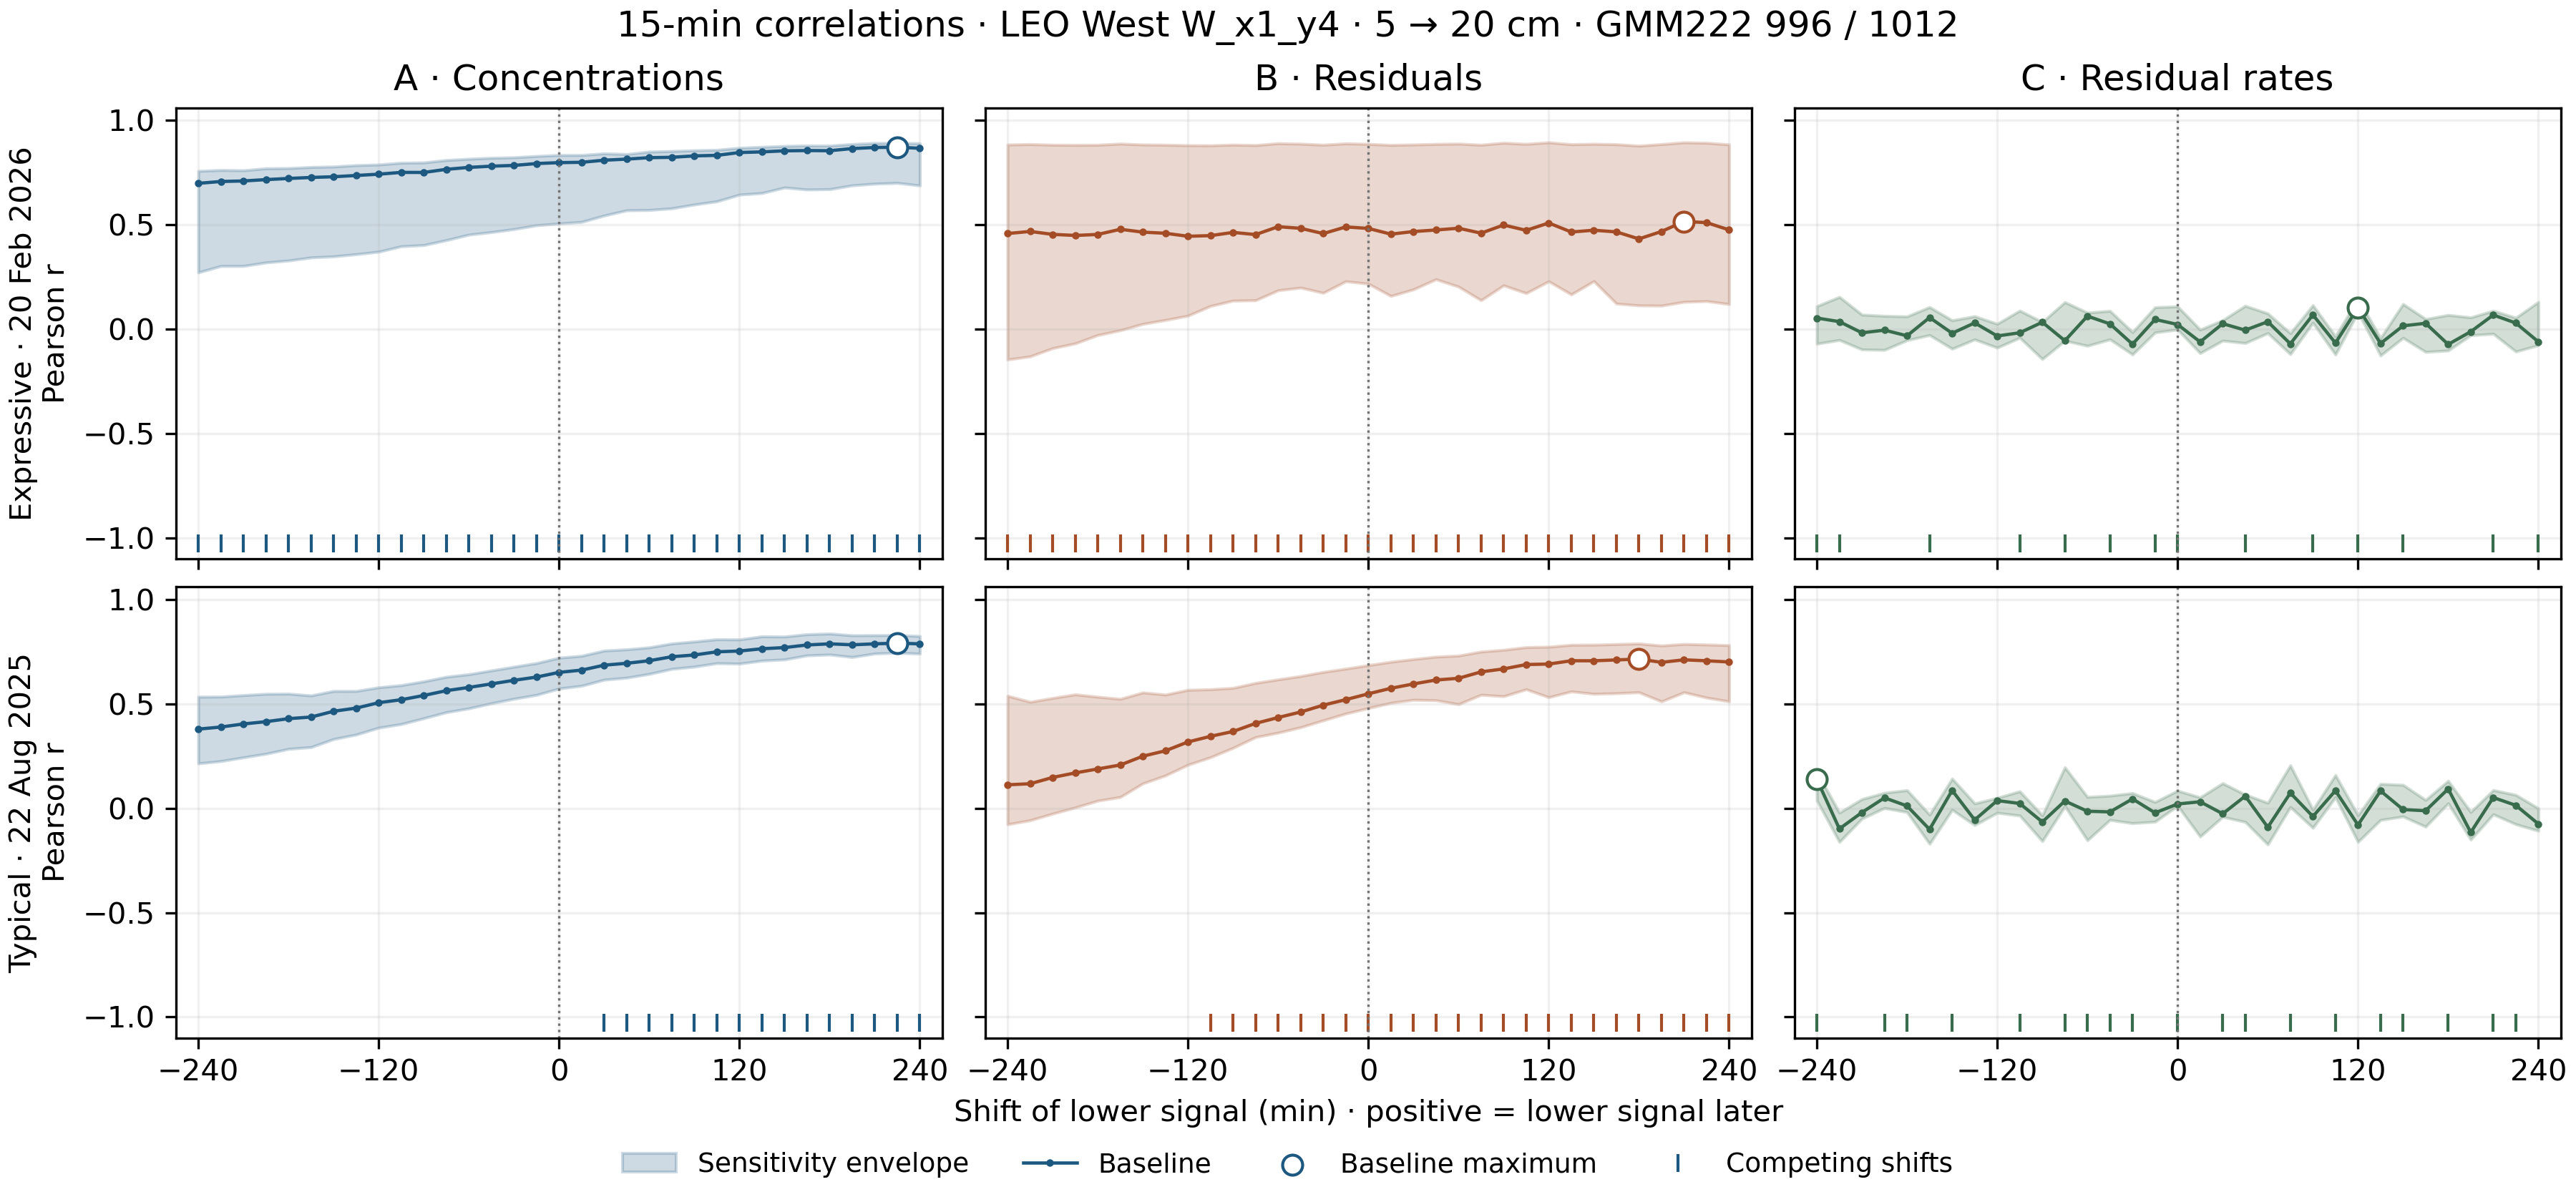 15-min correlations · LEO West W_x1_y4 · 5 → 20 cm · GMM222 996 / 1012
A · Concentrations
B · Residuals
C · Residual rates
Expressive · 20 Feb 2026
Pearson r
1.0
0.5
0.0
−0.5
−1.0
Typical · 22 Aug 2025
Pearson r
1.0
0.5
0.0
−0.5
−1.0
−240 −120 0 120 240
−240 −120 0 120 240
−240 −120 0 120 240
Shift of lower signal (min) · positive = lower signal later
Sensitivity envelope
Baseline
Baseline maximum
Competing shifts